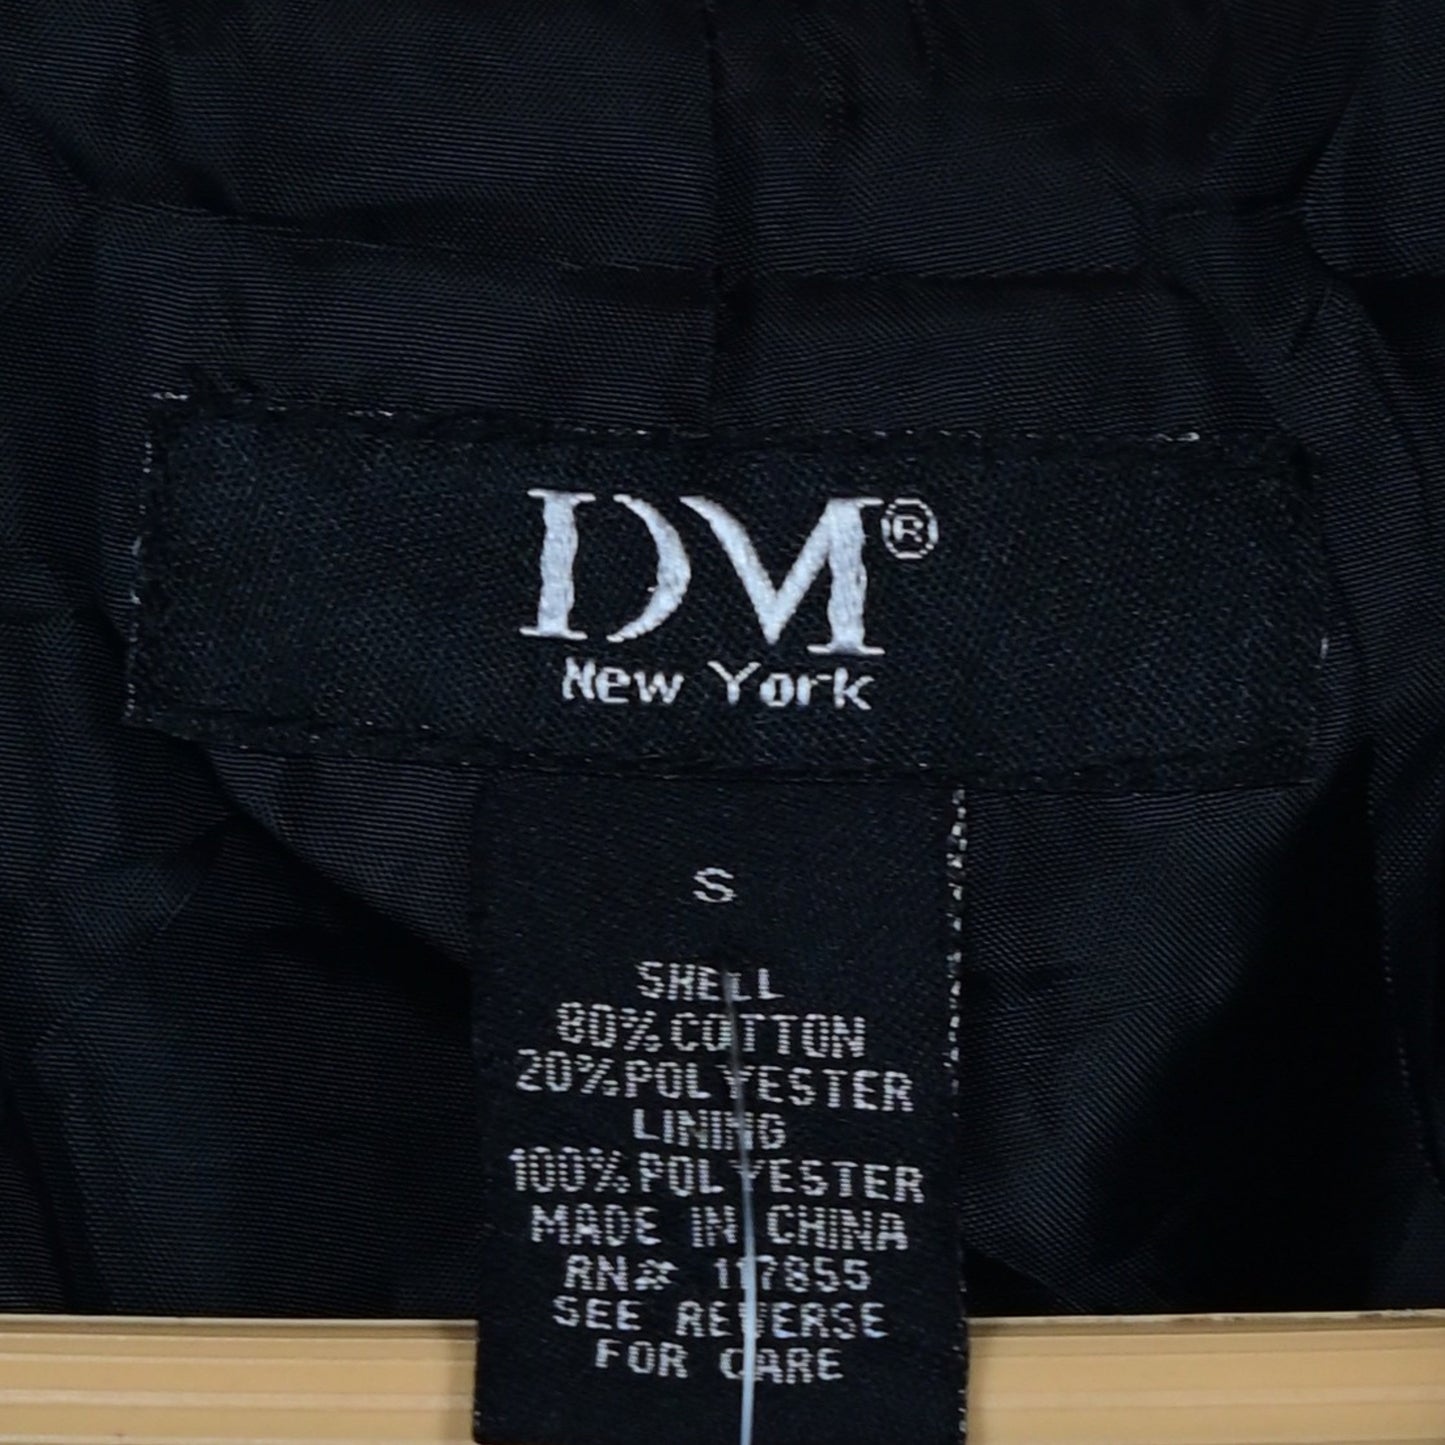 DM®
New York
S
SHELL
80% COTTON
20% POLYESTER
LINING
100% POLYESTER
MADE IN CHINA
RN# 117855
SEE REVERSE
FOR CARE